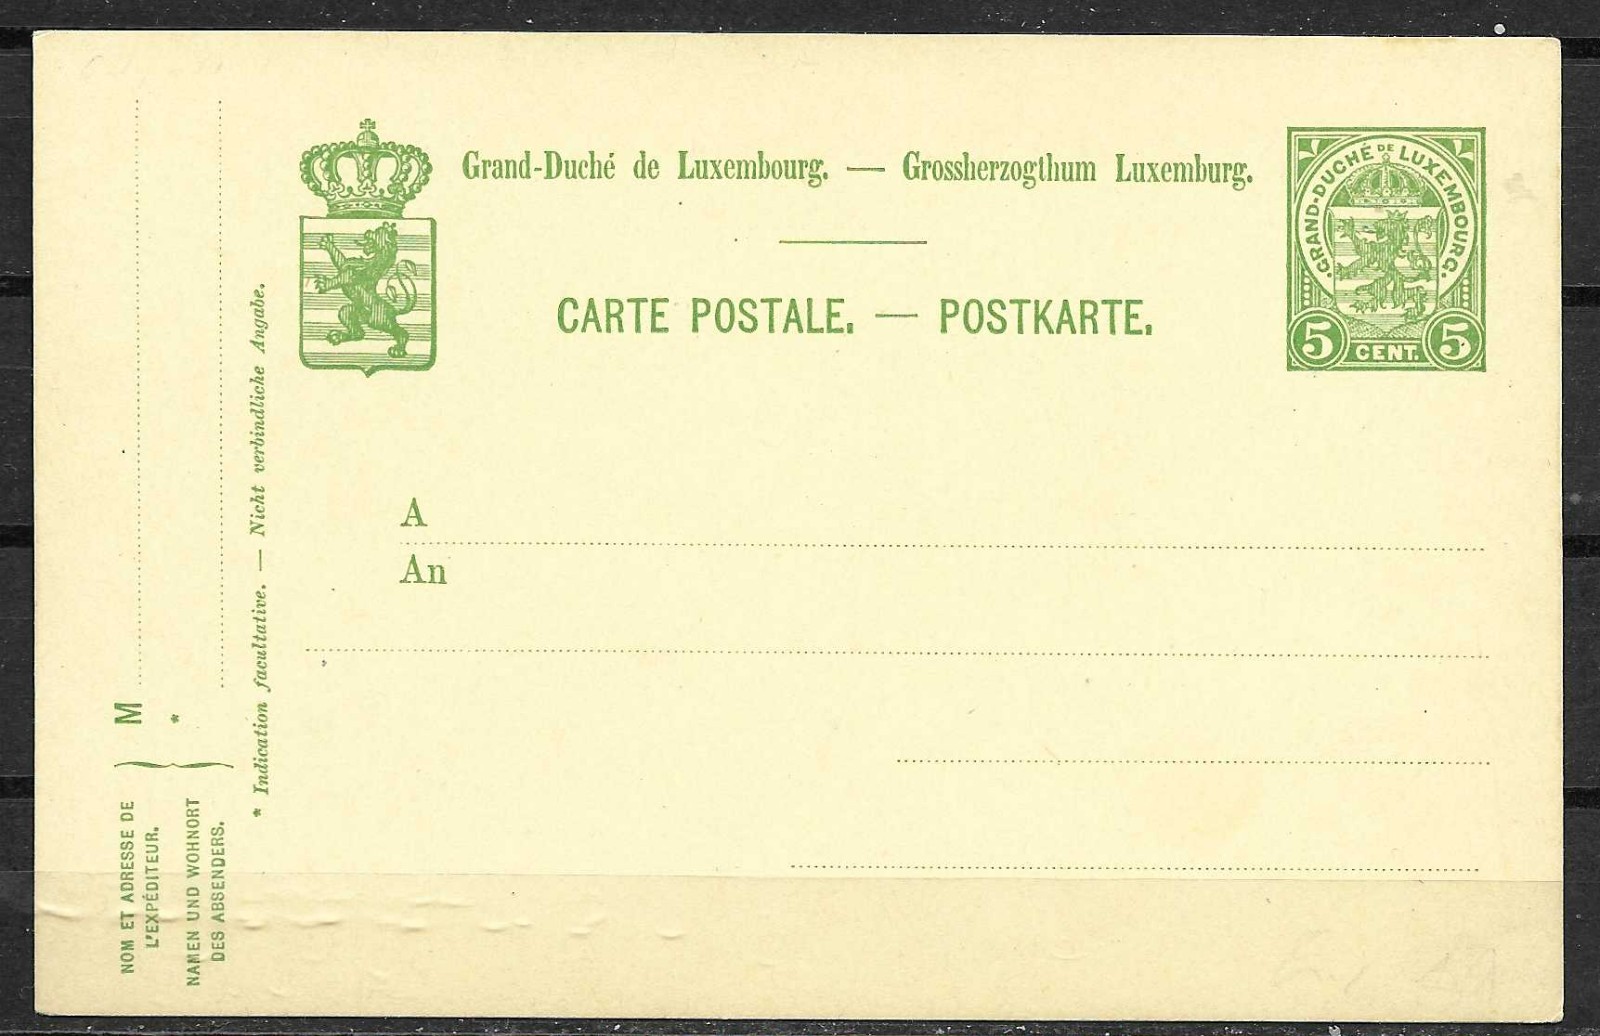 Grand-Duché de Luxembourg. — Grossherzogthum Luxemburg.
CARTE POSTALE. — POSTKARTE.
·GRAND-DUCHÉ DE LUXEMBOURG.
5 CENT. 5
A
An
NOM ET ADRESSE DE
L'EXPÉDITEUR.
NAMEN UND WOHNORT
DES ABSENDERS.
M
*
* Indication facultative. — Nicht verbindliche Angabe.